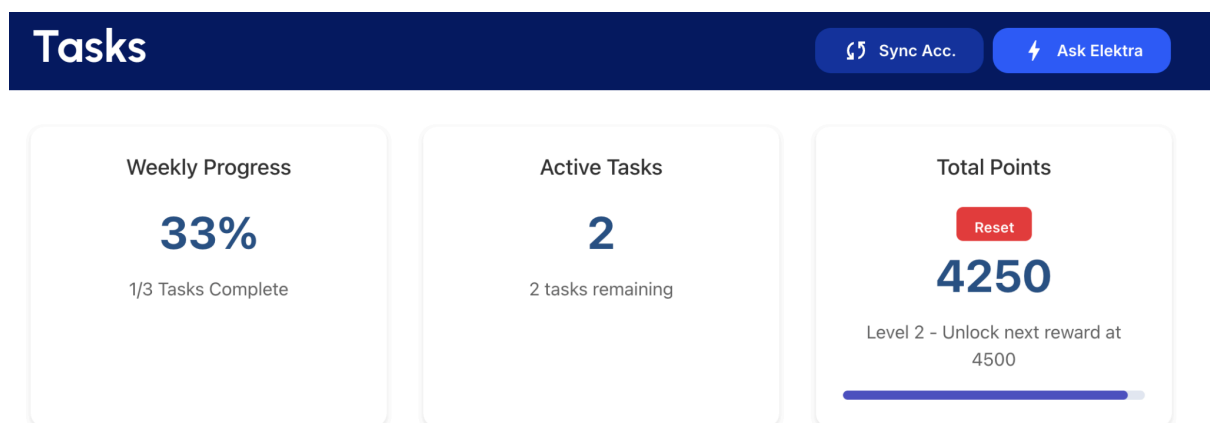 Tasks
Sync Acc.
Ask Elektra
Weekly Progress
33%
1/3 Tasks Complete
Active Tasks
2
2 tasks remaining
Total Points
Reset
4250
Level 2 - Unlock next reward at
4500